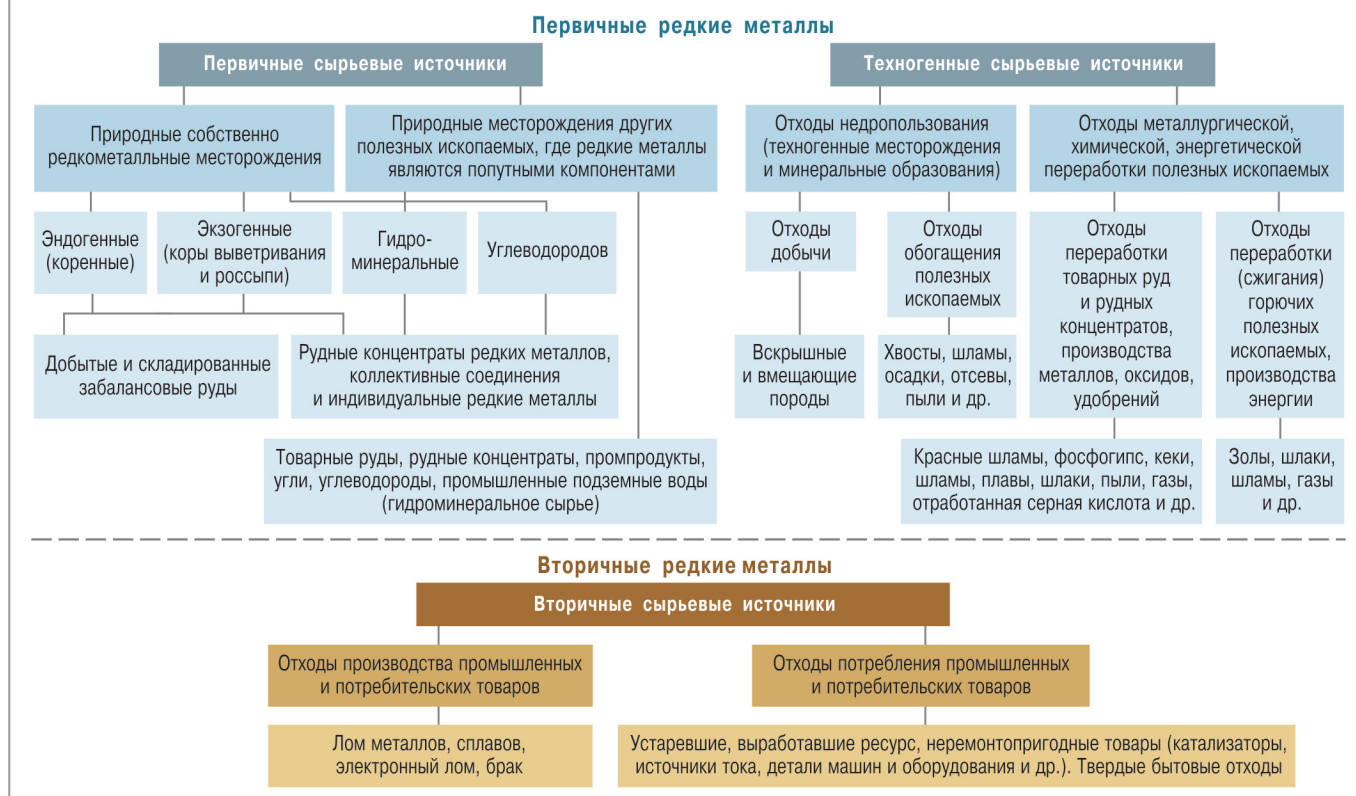 Первичные редкие металлы
Первичные сырьевые источники
Природные собственно
редкометалльные месторождения
Природные месторождения других
полезных ископаемых, где редкие металлы
являются попутными компонентами
Эндогенные
(коренные)
Экзогенные
(коры выветривания
и россыпи)
Гидро-
минеральные
Углеводородов
Добытые и складированные
забалансовые руды
Рудные концентраты редких металлов,
коллективные соединения
и индивидуальные редкие металлы
Товарные руды, рудные концентраты, промпродукты,
угли, углеводороды, промышленные подземные воды
(гидроминеральное сырье)
Техногенные сырьевые источники
Отходы недропользования
(техногенные месторождения
и минеральные образования)
Отходы металлургической,
химической, энергетической
переработки полезных ископаемых
Отходы
добычи
Отходы
обогащения
полезных
ископаемых
Отходы
переработки
товарных руд
и рудных
концентратов,
производства
металлов, оксидов,
удобрений
Отходы
переработки
(сжигания)
горючих
полезных
ископаемых,
производства
энергии
Вскрышные
и вмещающие
породы
Хвосты, шламы,
осадки, отсевы,
пыли и др.
Красные шламы, фосфогипс, кеки,
шламы, плавы, шлаки, пыли, газы,
отработанная серная кислота и др.
Золы, шлаки,
шламы, газы
и др.
Вторичные редкие металлы
Вторичные сырьевые источники
Отходы производства промышленных
и потребительских товаров
Отходы потребления промышленных
и потребительских товаров
Лом металлов, сплавов,
электронный лом, брак
Устаревшие, выработавшие ресурс, неремонтопригодные товары (катализаторы,
источники тока, детали машин и оборудования и др.). Твердые бытовые отходы